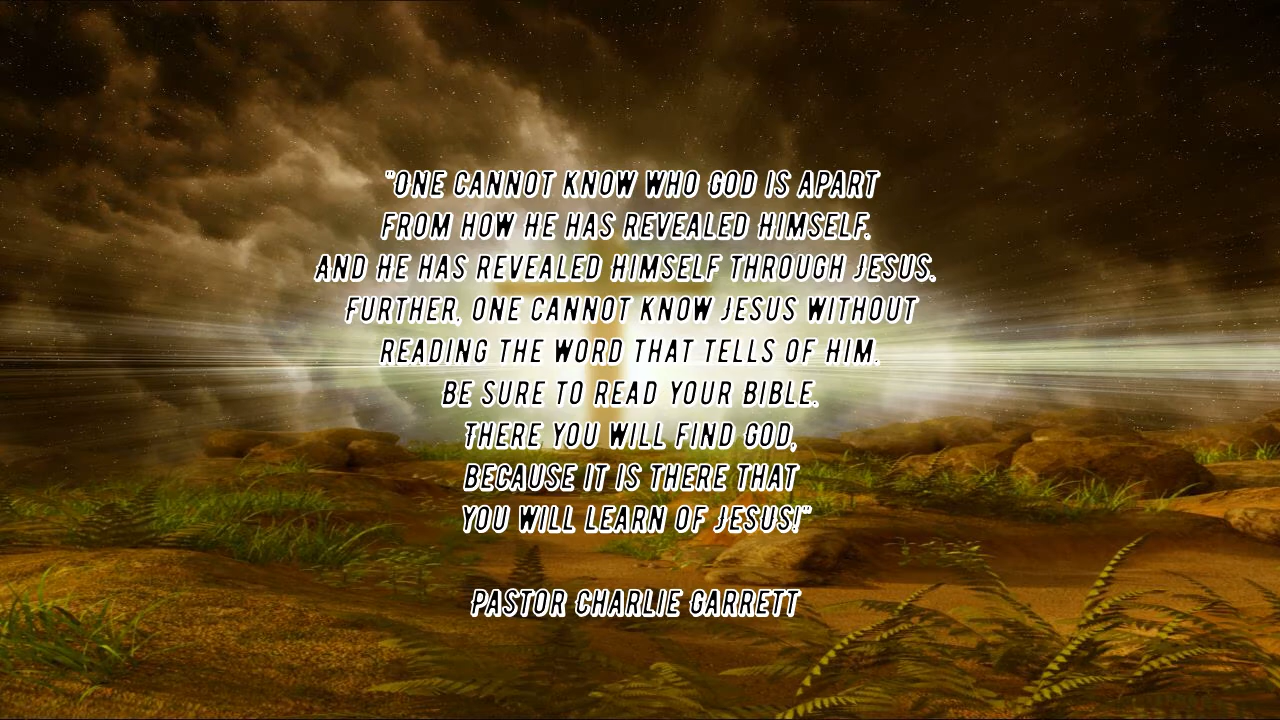 "ONE CANNOT KNOW WHO GOD IS APART
FROM HOW HE HAS REVEALED HIMSELF.
AND HE HAS REVEALED HIMSELF THROUGH JESUS.
FURTHER, ONE CANNOT KNOW JESUS WITHOUT
READING THE WORD THAT TELLS OF HIM.
BE SURE TO READ YOUR BIBLE.
THERE YOU WILL FIND GOD,
BECAUSE IT IS THERE THAT
YOU WILL LEARN OF JESUS!"
PASTOR CHARLIE GARRETT